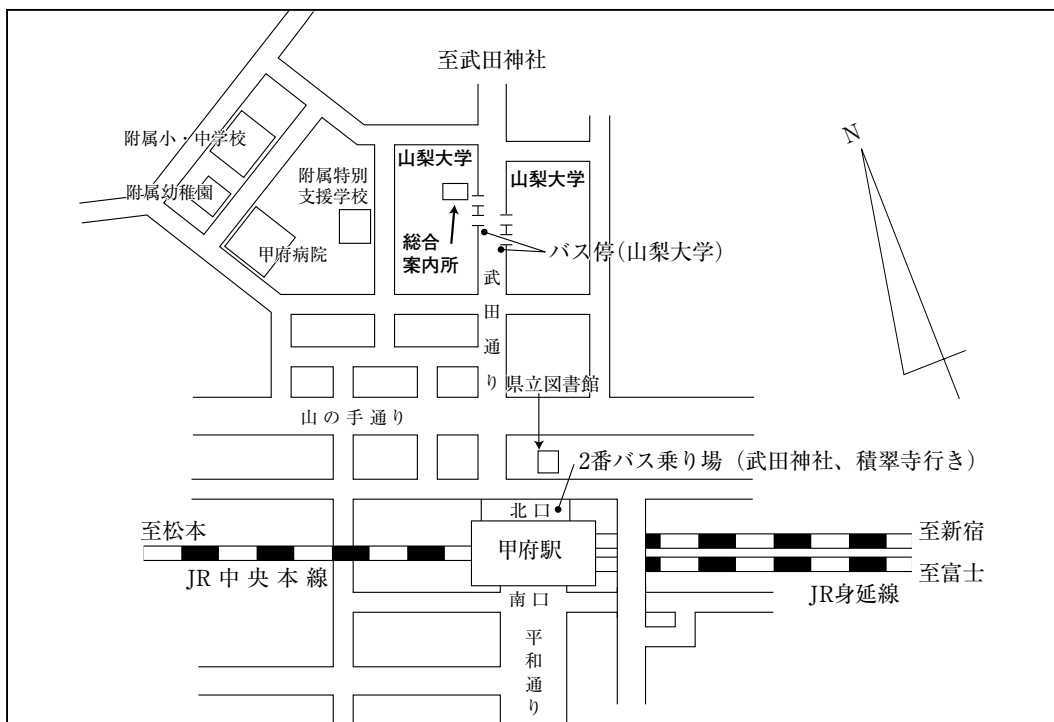 至武田神社
N
附属小・中学校
山梨大学
附属特別
支援学校
山梨大学
附属幼稚園
総合
案内所
甲府病院
バス停(山梨大学)
武田通り
県立図書館
山の手通り
2番バス乗り場（武田神社、積翠寺行き）
北口
至松本
甲府駅
至新宿
JR中央本線
至富士
南口
JR身延線
平和通り